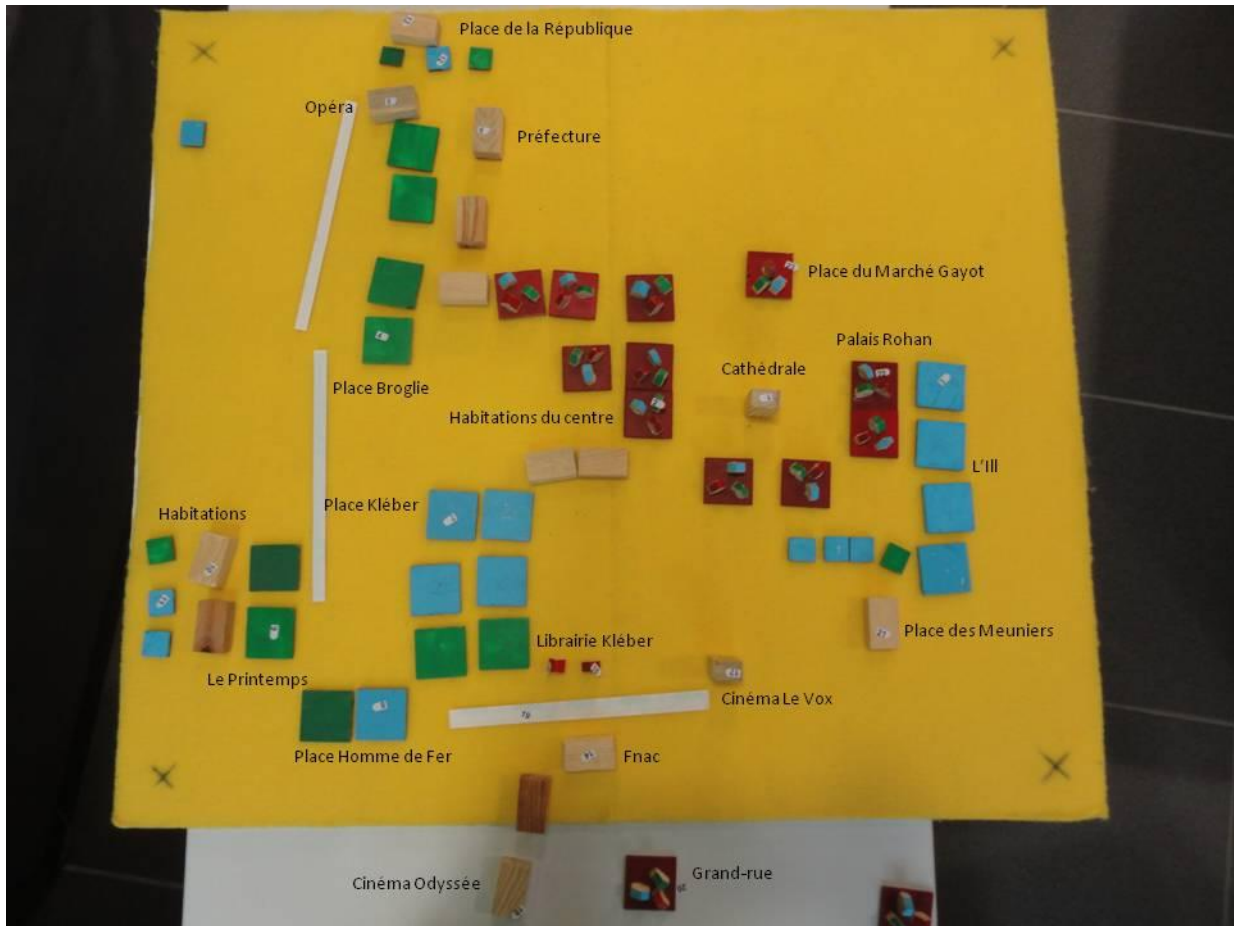 Place de la République
Opéra
Préfecture
Place du Marché Gayot
Palais Rohan
Cathédrale
Place Broglie
Habitations du centre
L'Ill
Place Kléber
Habitations
Librairie Kléber
Place des Meuniers
Le Printemps
Cinéma Le Vox
Place Homme de Fer
Fnac
Cinéma Odyssée
Grand-rue